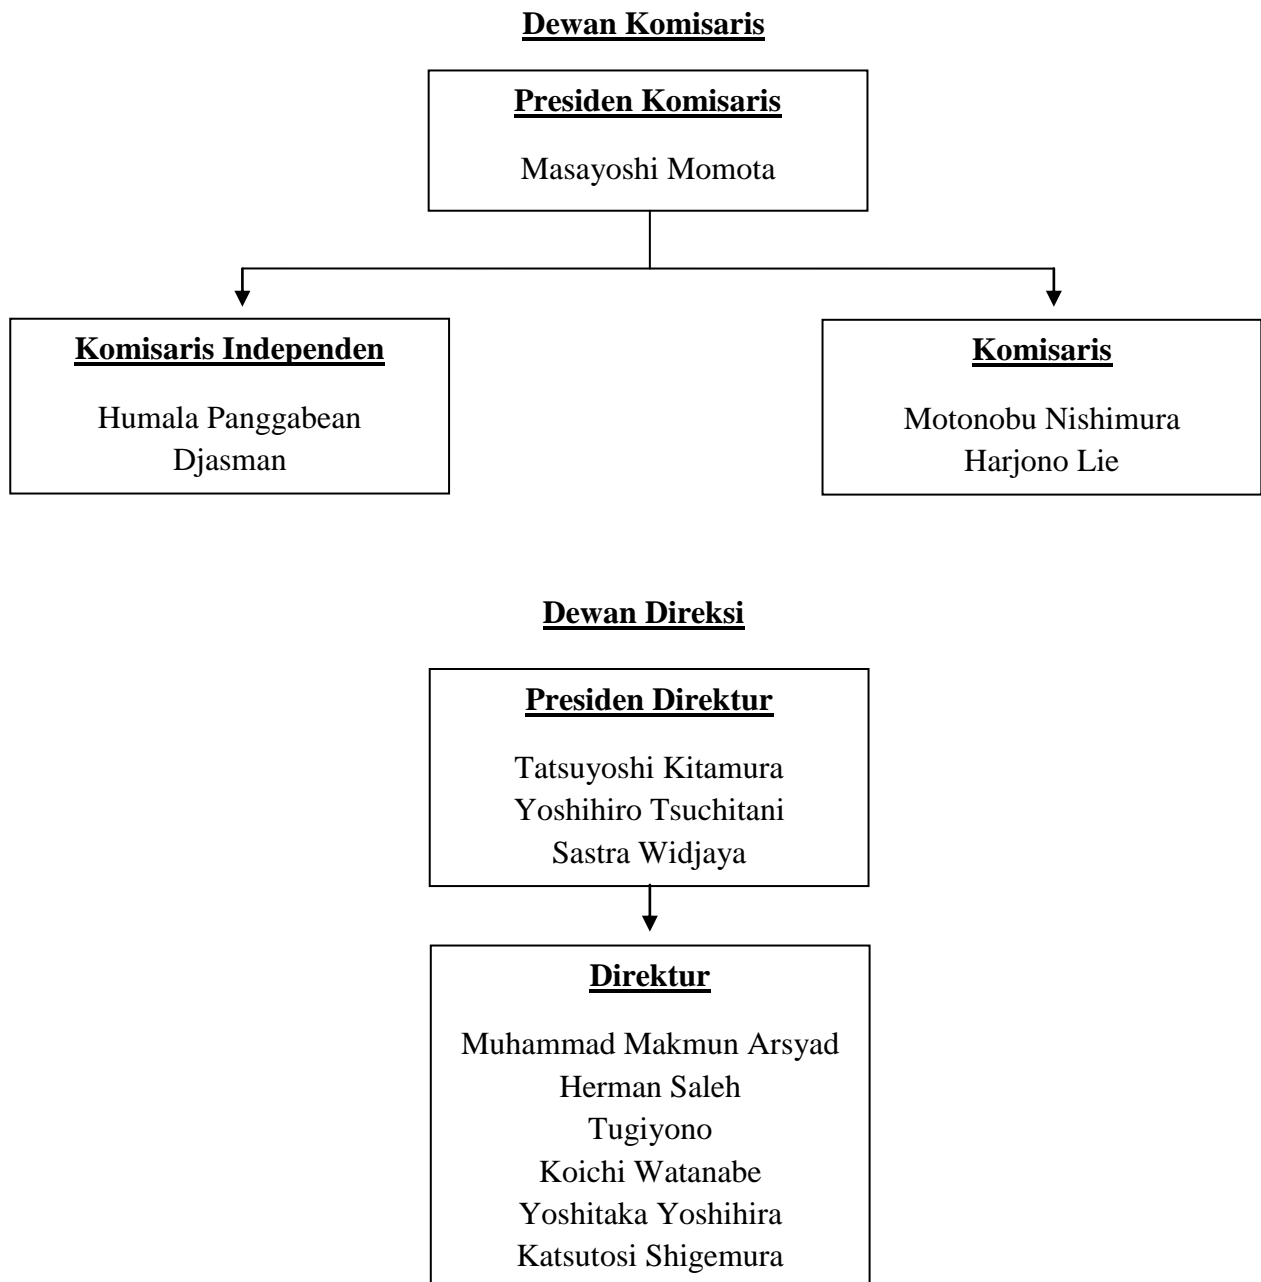 Dewan Komisaris
Presiden Komisaris
Masayoshi Momota
Komisaris Independen
Humala Panggabean
Djasman
Komisaris
Motonobu Nishimura
Harjono Lie
Dewan Direksi
Presiden Direktur
Tatsuyoshi Kitamura
Yoshihiro Tsuchitani
Sastra Widjaya
Direktur
Muhammad Makmun Arsyad
Herman Saleh
Tugiyono
Koichi Watanabe
Yoshitaka Yoshihira
Katsutosi Shigemura